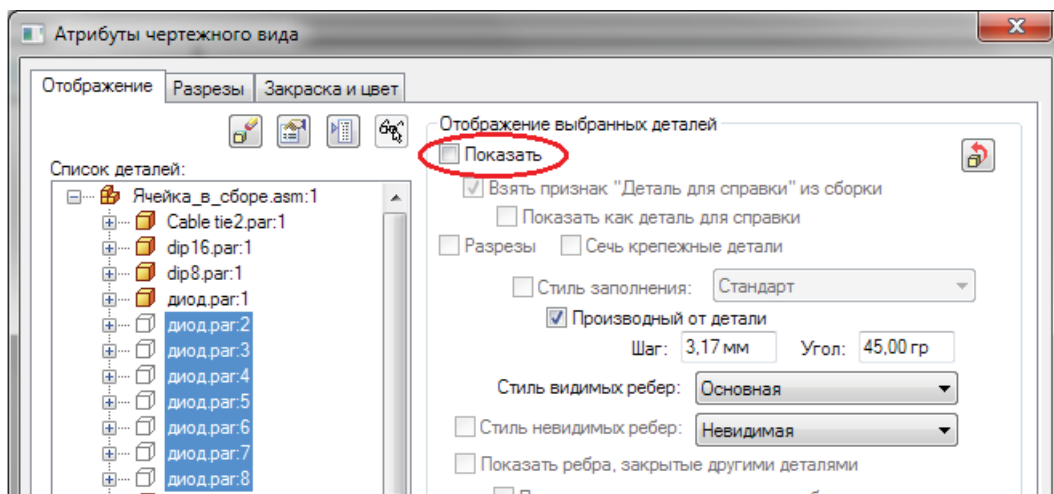 Атрибуты чертежного вида
Отображение Разрезы Закраска и цвет
Список деталей:
Ячейка_в_сборе.asm:1
Cable tie2.par:1
dip16.par:1
dip8.par:1
диод.par:1
диод.par:2
диод.par:3
диод.par:4
диод.par:5
диод.par:6
диод.par:7
диод.par:8
Отображение выбранных деталей
Показать
Взять признак "Деталь для справки" из сборки
Показать как деталь для справки
Разрезы Сечь крепежные детали
Стиль заполнения: Стандарт
Производный от детали
Шаг: 3,17 мм Угол: 45,00 гр
Стиль видимых ребер: Основная
Стиль невидимых ребер: Невидимая
Показать ребра, закрытые другими деталями